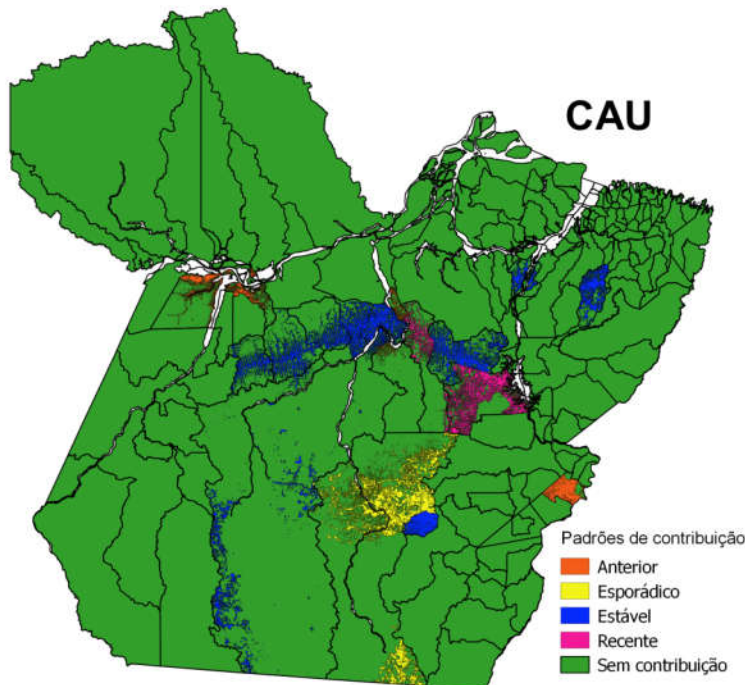 CAU
Padrões de contribuição
Anterior
Esporádico
Estável
Recente
Sem contribuição